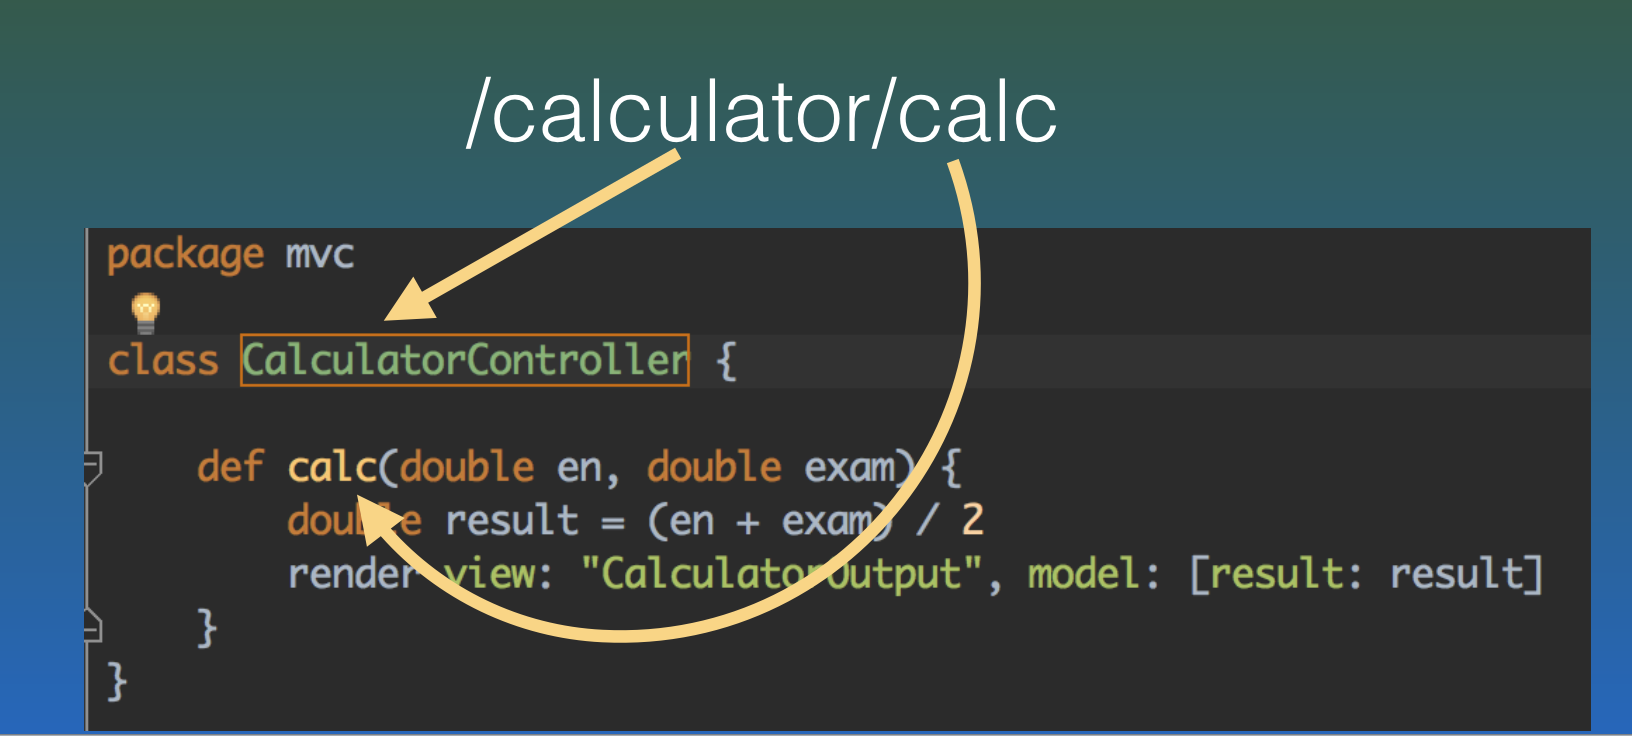 /calculator/calc
package mvc
class CalculatorController {
def calc(double en, double exam) {
double result = (en + exam) / 2
render view: "CalculatorOutput", model: [result: result]
}
}